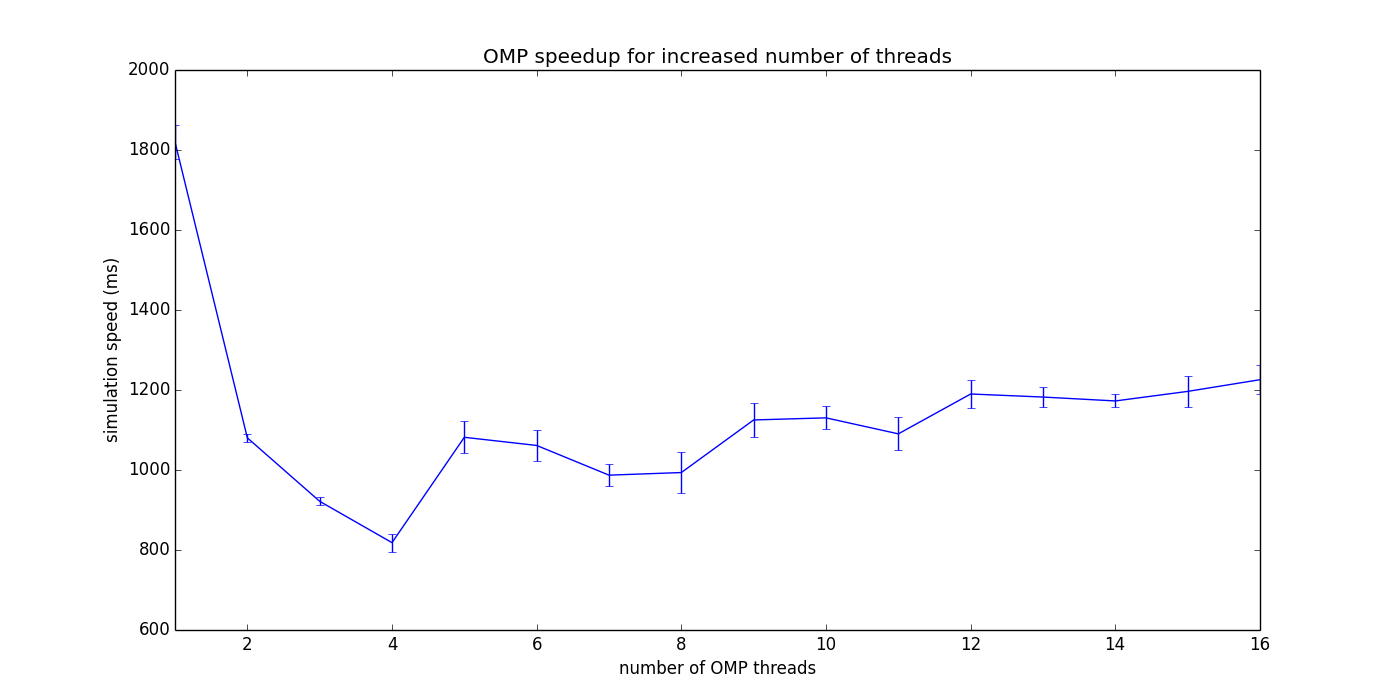 OMP speedup for increased number of threads
2000
1800
1600
1400
1200
1000
800
600
simulation speed (ms)
2 4 6 8 10 12 14 16
number of OMP threads